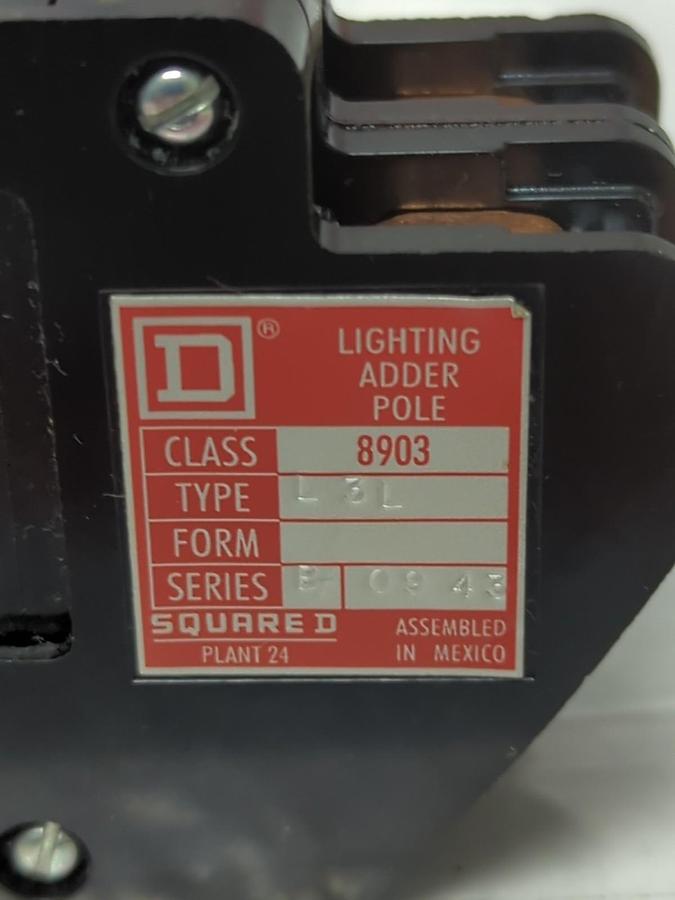 D ®
LIGHTING
ADDER
POLE
CLASS 8903
TYPE L 3L
FORM
SERIES B 09 43
SQUARE D
PLANT 24
ASSEMBLED
IN MEXICO